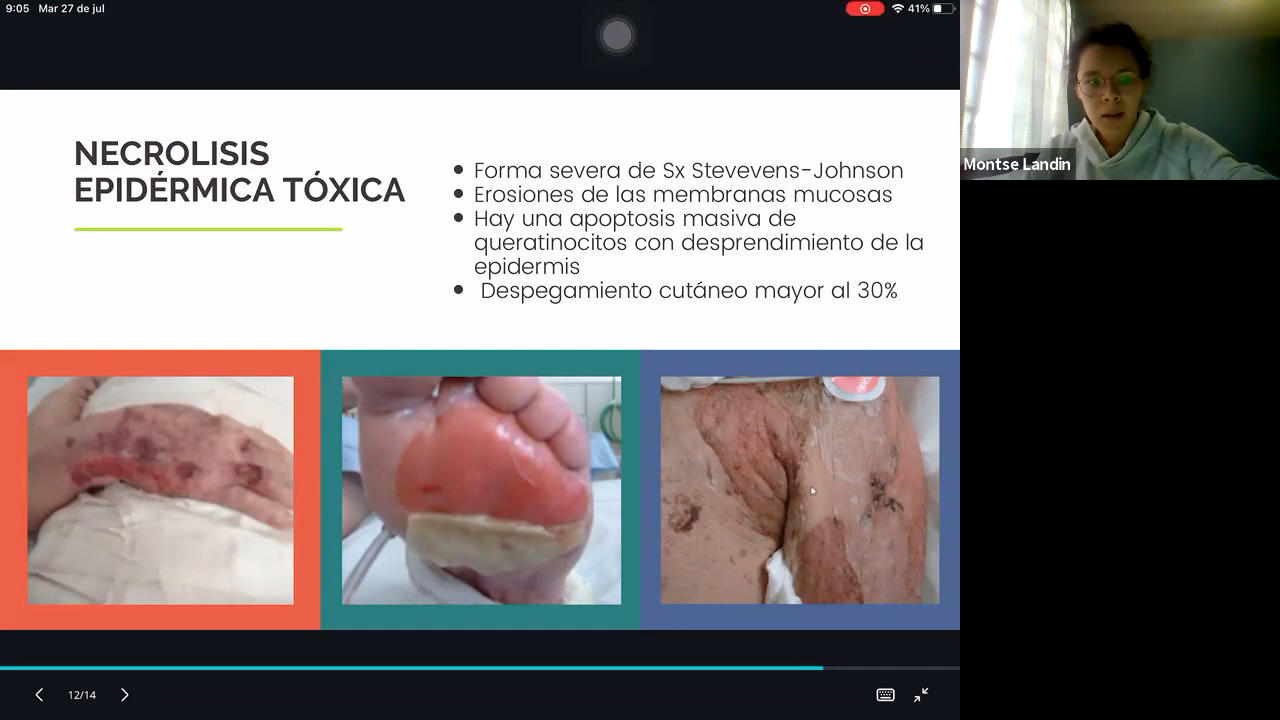 9:05 Mar 27 de jul
41%
NECROLISIS
EPIDÉRMICA TÓXICA
Forma severa de Sx Stevevens-Johnson
Erosiones de las membranas mucosas
Hay una apoptosis masiva de
queratinocitos con desprendimiento de la
epidermis
Despegamiento cutáneo mayor al 30%
Montse Landin
12/14